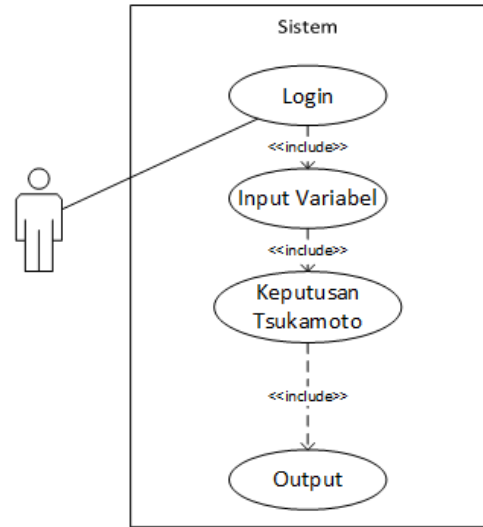 Sistem
Login
<<include>>
Input Variabel
<<include>>
Keputusan
Tsukamoto
<<include>>
Output